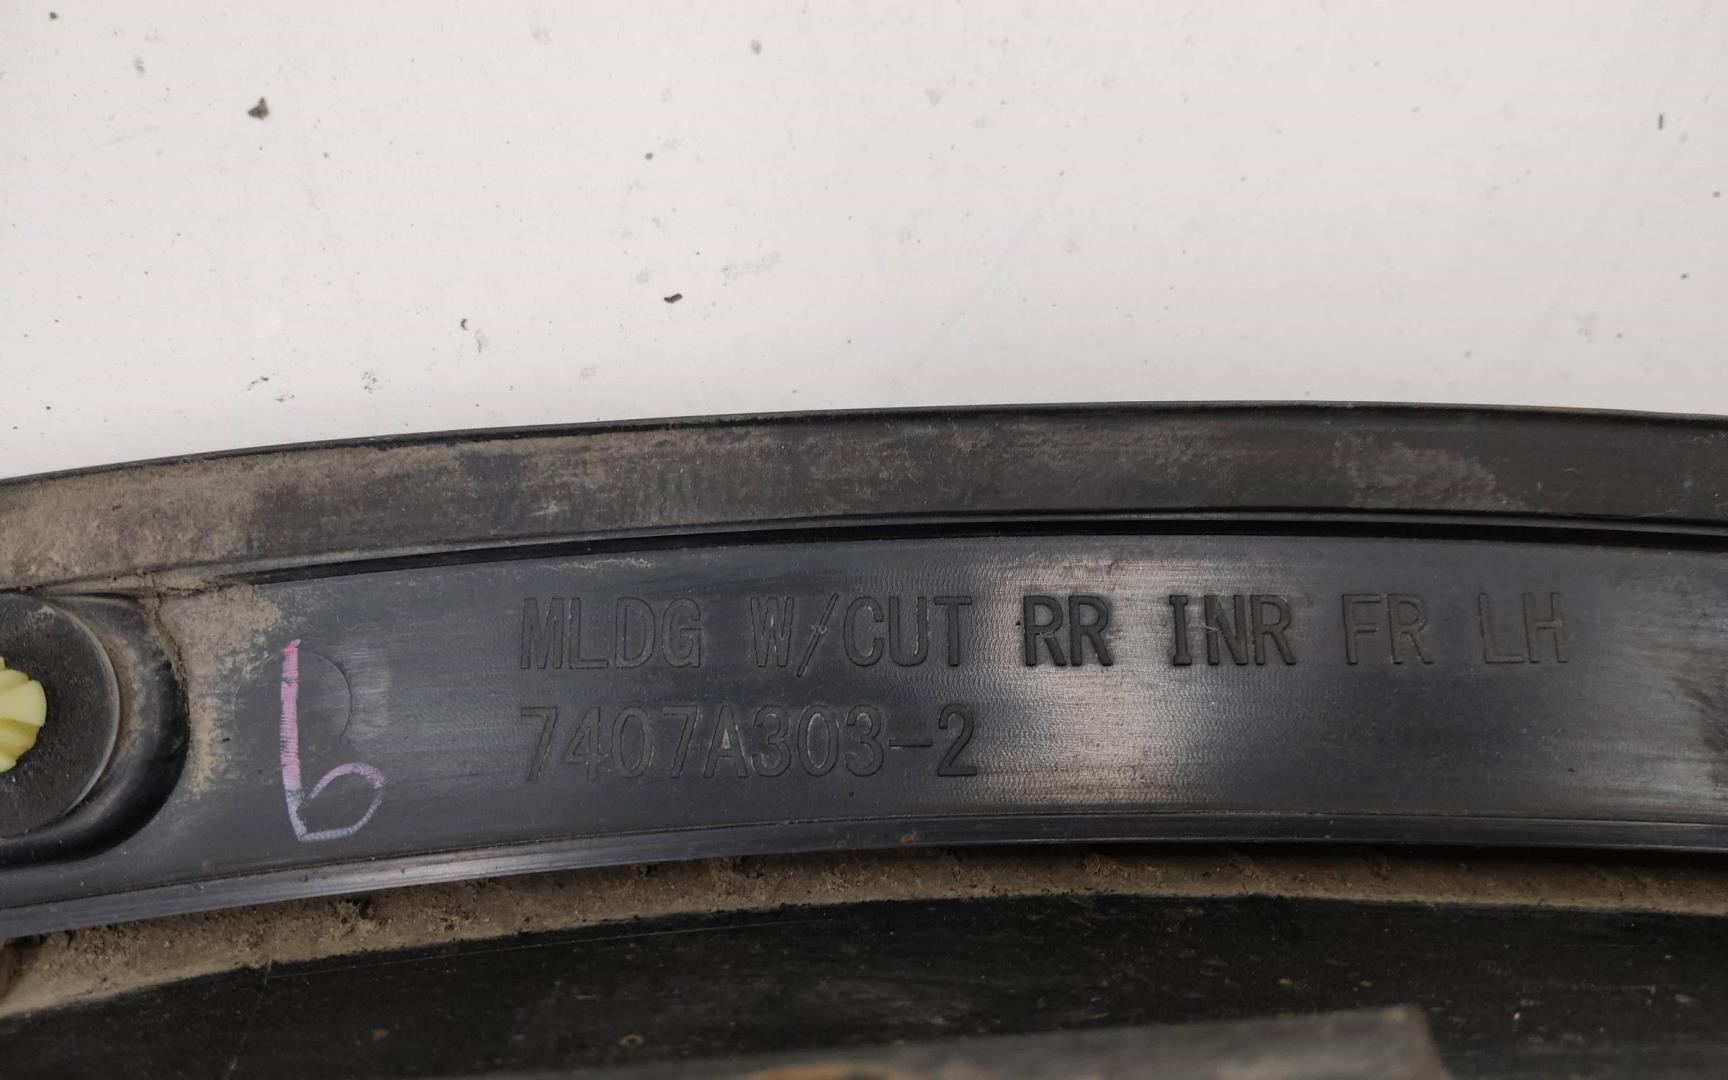 MLDG W/CUT RR INR FR LH
7407A303-2
b